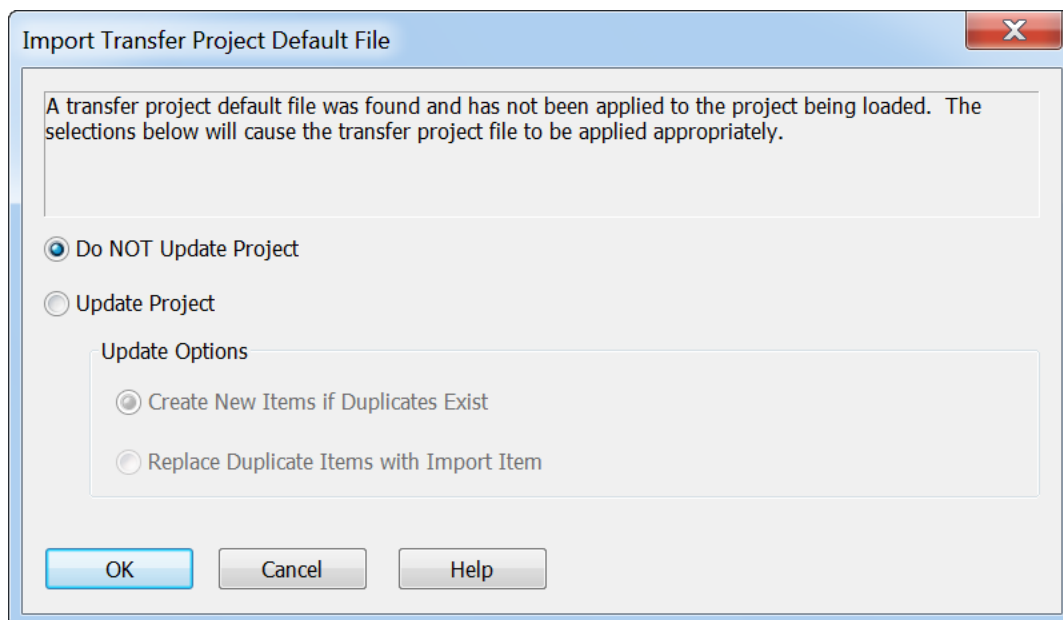 Import Transfer Project Default File
A transfer project default file was found and has not been applied to the project being loaded.  The
selections below will cause the transfer project file to be applied appropriately.
Do NOT Update Project
Update Project
Update Options
Create New Items if Duplicates Exist
Replace Duplicate Items with Import Item
OK Cancel Help